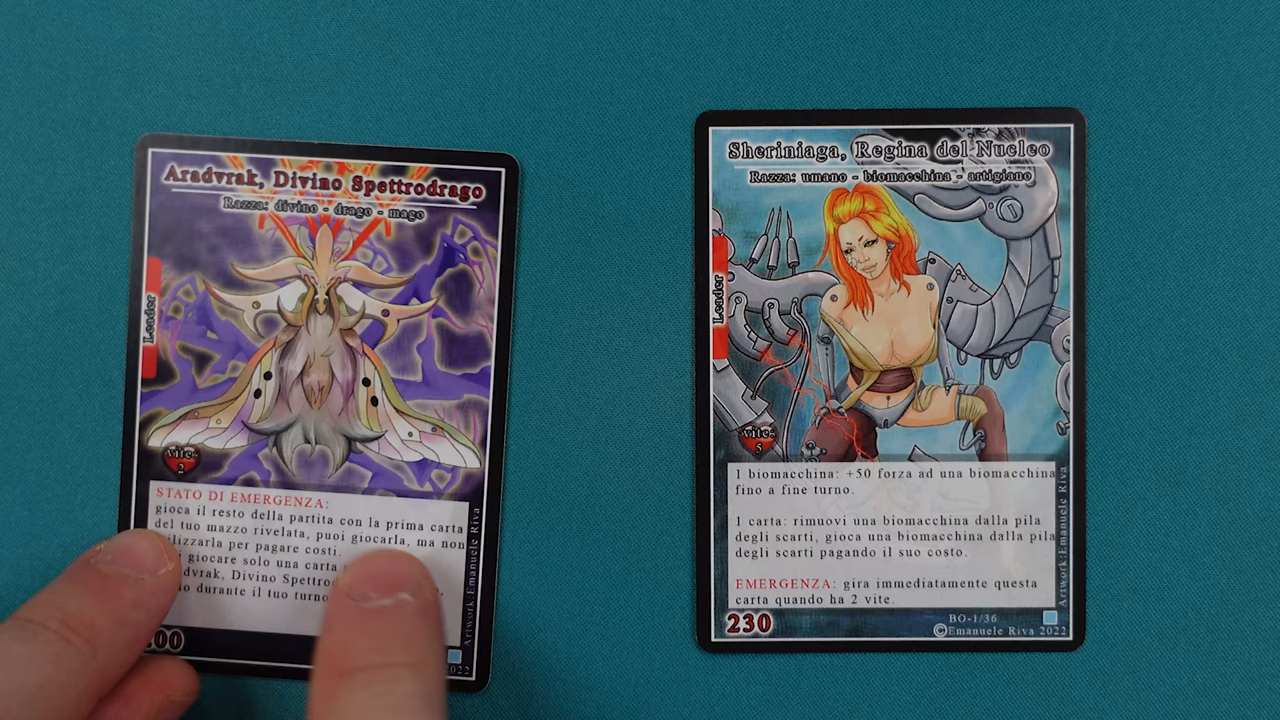 Aradvrak, Divino Spettrodrago
Razza: divino - drago - mago
Leader
vite:
2
STATO DI EMERGENZA:
gioca il resto della partita con la prima carta
del tuo mazzo rivelata, puoi giocarla, ma non
per pagare costi.
giocare solo una carta
Divino
durante il tuo turno
Artwork:Emanuele Riva
Sheriniaga, Regina del Nucleo
Razza: umano - biomacchina - artigiano
Leader
vite:
5
1 biomacchina: +50 forza ad una biomacchina
fino a fine turno.
1 carta: rimuovi una biomacchina dalla pila
degli scarti, gioca una biomacchina dalla pila
degli scarti pagando il suo costo.
EMERGENZA: gira immediatamente questa
carta quando ha 2 vite.
Artwork:Emanuele Riva
230
BO-1/36
©Emanuele Riva 2022